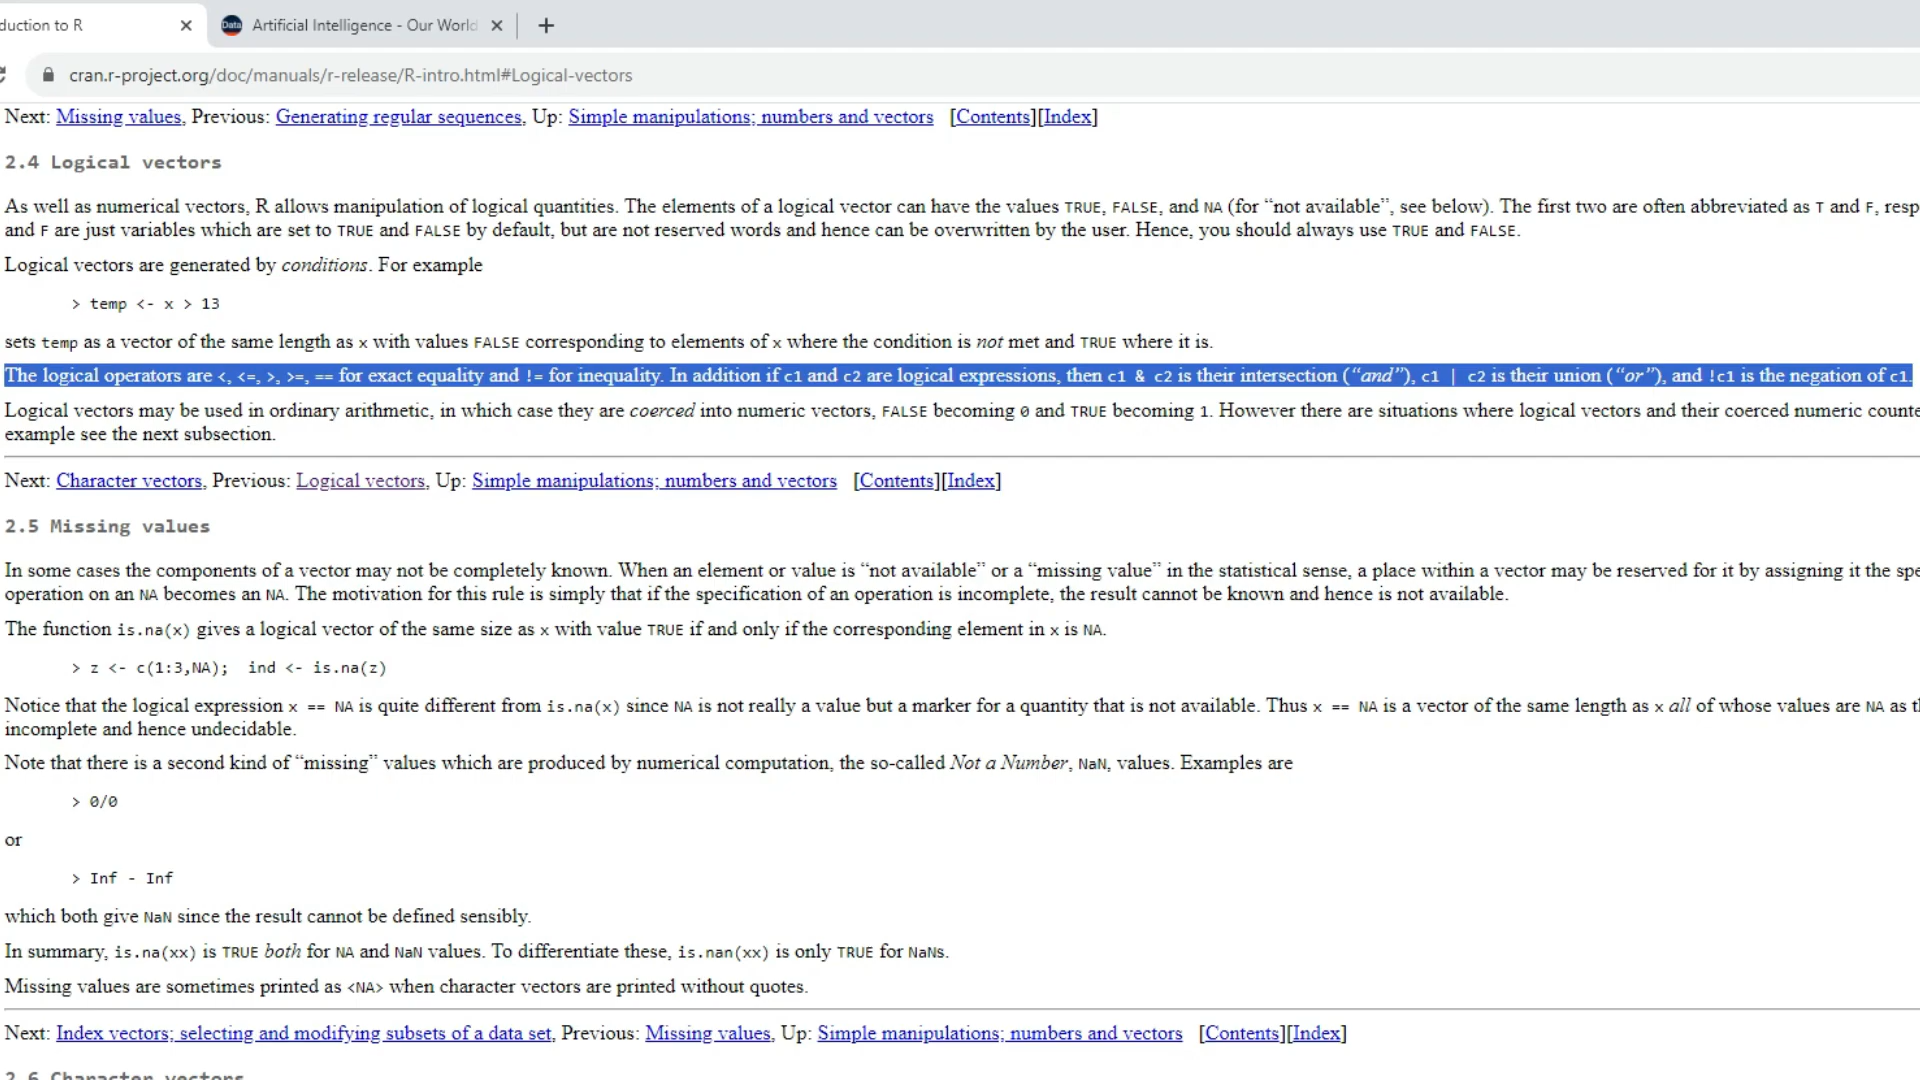 duction to R
Data
Artificial Intelligence - Our World
cran.r-project.org/doc/manuals/r-release/R-intro.html#Logical-vectors
Next: Missing values, Previous: Generating regular sequences, Up: Simple manipulations; numbers and vectors [Contents][Index]
2.4 Logical vectors
As well as numerical vectors, R allows manipulation of logical quantities. The elements of a logical vector can have the values TRUE, FALSE, and NA (for “not available”, see below). The first two are often abbreviated as T and F, resp
and F are just variables which are set to TRUE and FALSE by default, but are not reserved words and hence can be overwritten by the user. Hence, you should always use TRUE and FALSE.
Logical vectors are generated by conditions. For example
> temp <- x > 13
sets temp as a vector of the same length as x with values FALSE corresponding to elements of x where the condition is not met and TRUE where it is.
The logical operators are <, <=, >, >=, == for exact equality and != for inequality. In addition if c1 and c2 are logical expressions, then c1 & c2 is their intersection (“and”), c1 | c2 is their union (“or”), and !c1 is the negation of c1.
Logical vectors may be used in ordinary arithmetic, in which case they are coerced into numeric vectors, FALSE becoming 0 and TRUE becoming 1. However there are situations where logical vectors and their coerced numeric counte
example see the next subsection.
Next: Character vectors, Previous: Logical vectors, Up: Simple manipulations; numbers and vectors [Contents][Index]
2.5 Missing values
In some cases the components of a vector may not be completely known. When an element or value is “not available” or a “missing value” in the statistical sense, a place within a vector may be reserved for it by assigning it the spe
operation on an NA becomes an NA. The motivation for this rule is simply that if the specification of an operation is incomplete, the result cannot be known and hence is not available.
The function is.na(x) gives a logical vector of the same size as x with value TRUE if and only if the corresponding element in x is NA.
> z <- c(1:3,NA);  ind <- is.na(z)
Notice that the logical expression x == NA is quite different from is.na(x) since NA is not really a value but a marker for a quantity that is not available. Thus x == NA is a vector of the same length as x all of whose values are NA as t
incomplete and hence undecidable.
Note that there is a second kind of “missing” values which are produced by numerical computation, the so-called Not a Number, NaN, values. Examples are
> 0/0
or
> Inf - Inf
which both give NaN since the result cannot be defined sensibly.
In summary, is.na(xx) is TRUE both for NA and NaN values. To differentiate these, is.nan(xx) is only TRUE for NaNs.
Missing values are sometimes printed as <NA> when character vectors are printed without quotes.
Next: Index vectors; selecting and modifying subsets of a data set, Previous: Missing values, Up: Simple manipulations; numbers and vectors [Contents][Index]
2.6 Character vectors